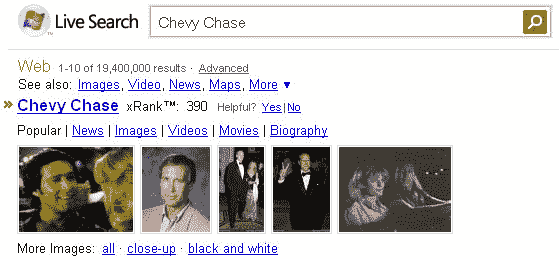 Live Search
Chevy Chase
Web 1-10 of 19,400,000 results · Advanced
See also: Images, Video, News, Maps, More ▼
» Chevy Chase xRank™: 390 Helpful? Yes|No
Popular | News | Images | Videos | Movies | Biography
More Images: all · close-up · black and white